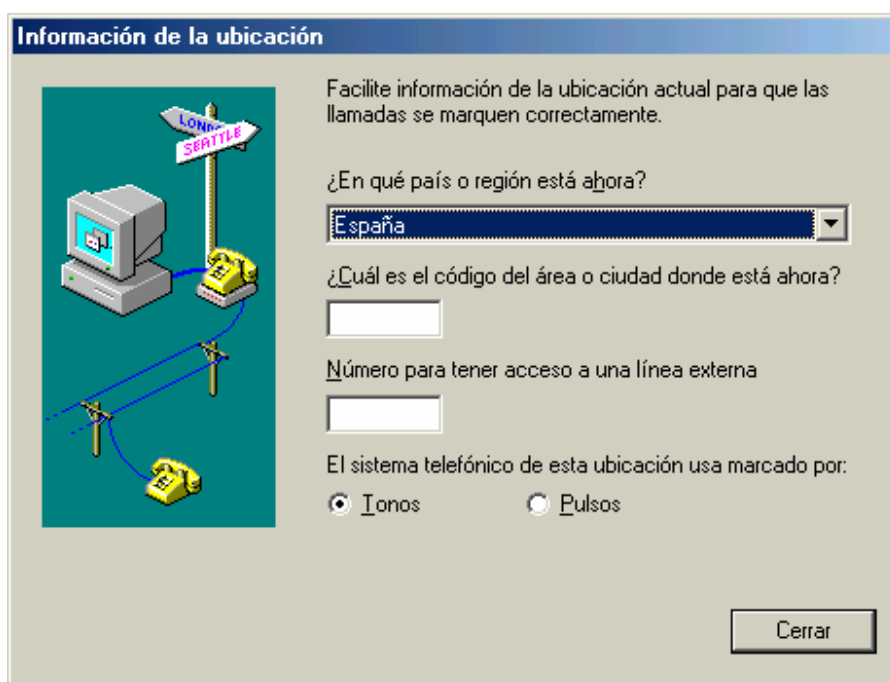 Información de la ubicación
LOND
SEATTLE
Facilite información de la ubicación actual para que las
llamadas se marquen correctamente.
¿En qué país o región está ahora?
España
¿Cuál es el código del área o ciudad donde está ahora?
Número para tener acceso a una línea externa
El sistema telefónico de esta ubicación usa marcado por:
Tonos Pulsos
Cerrar